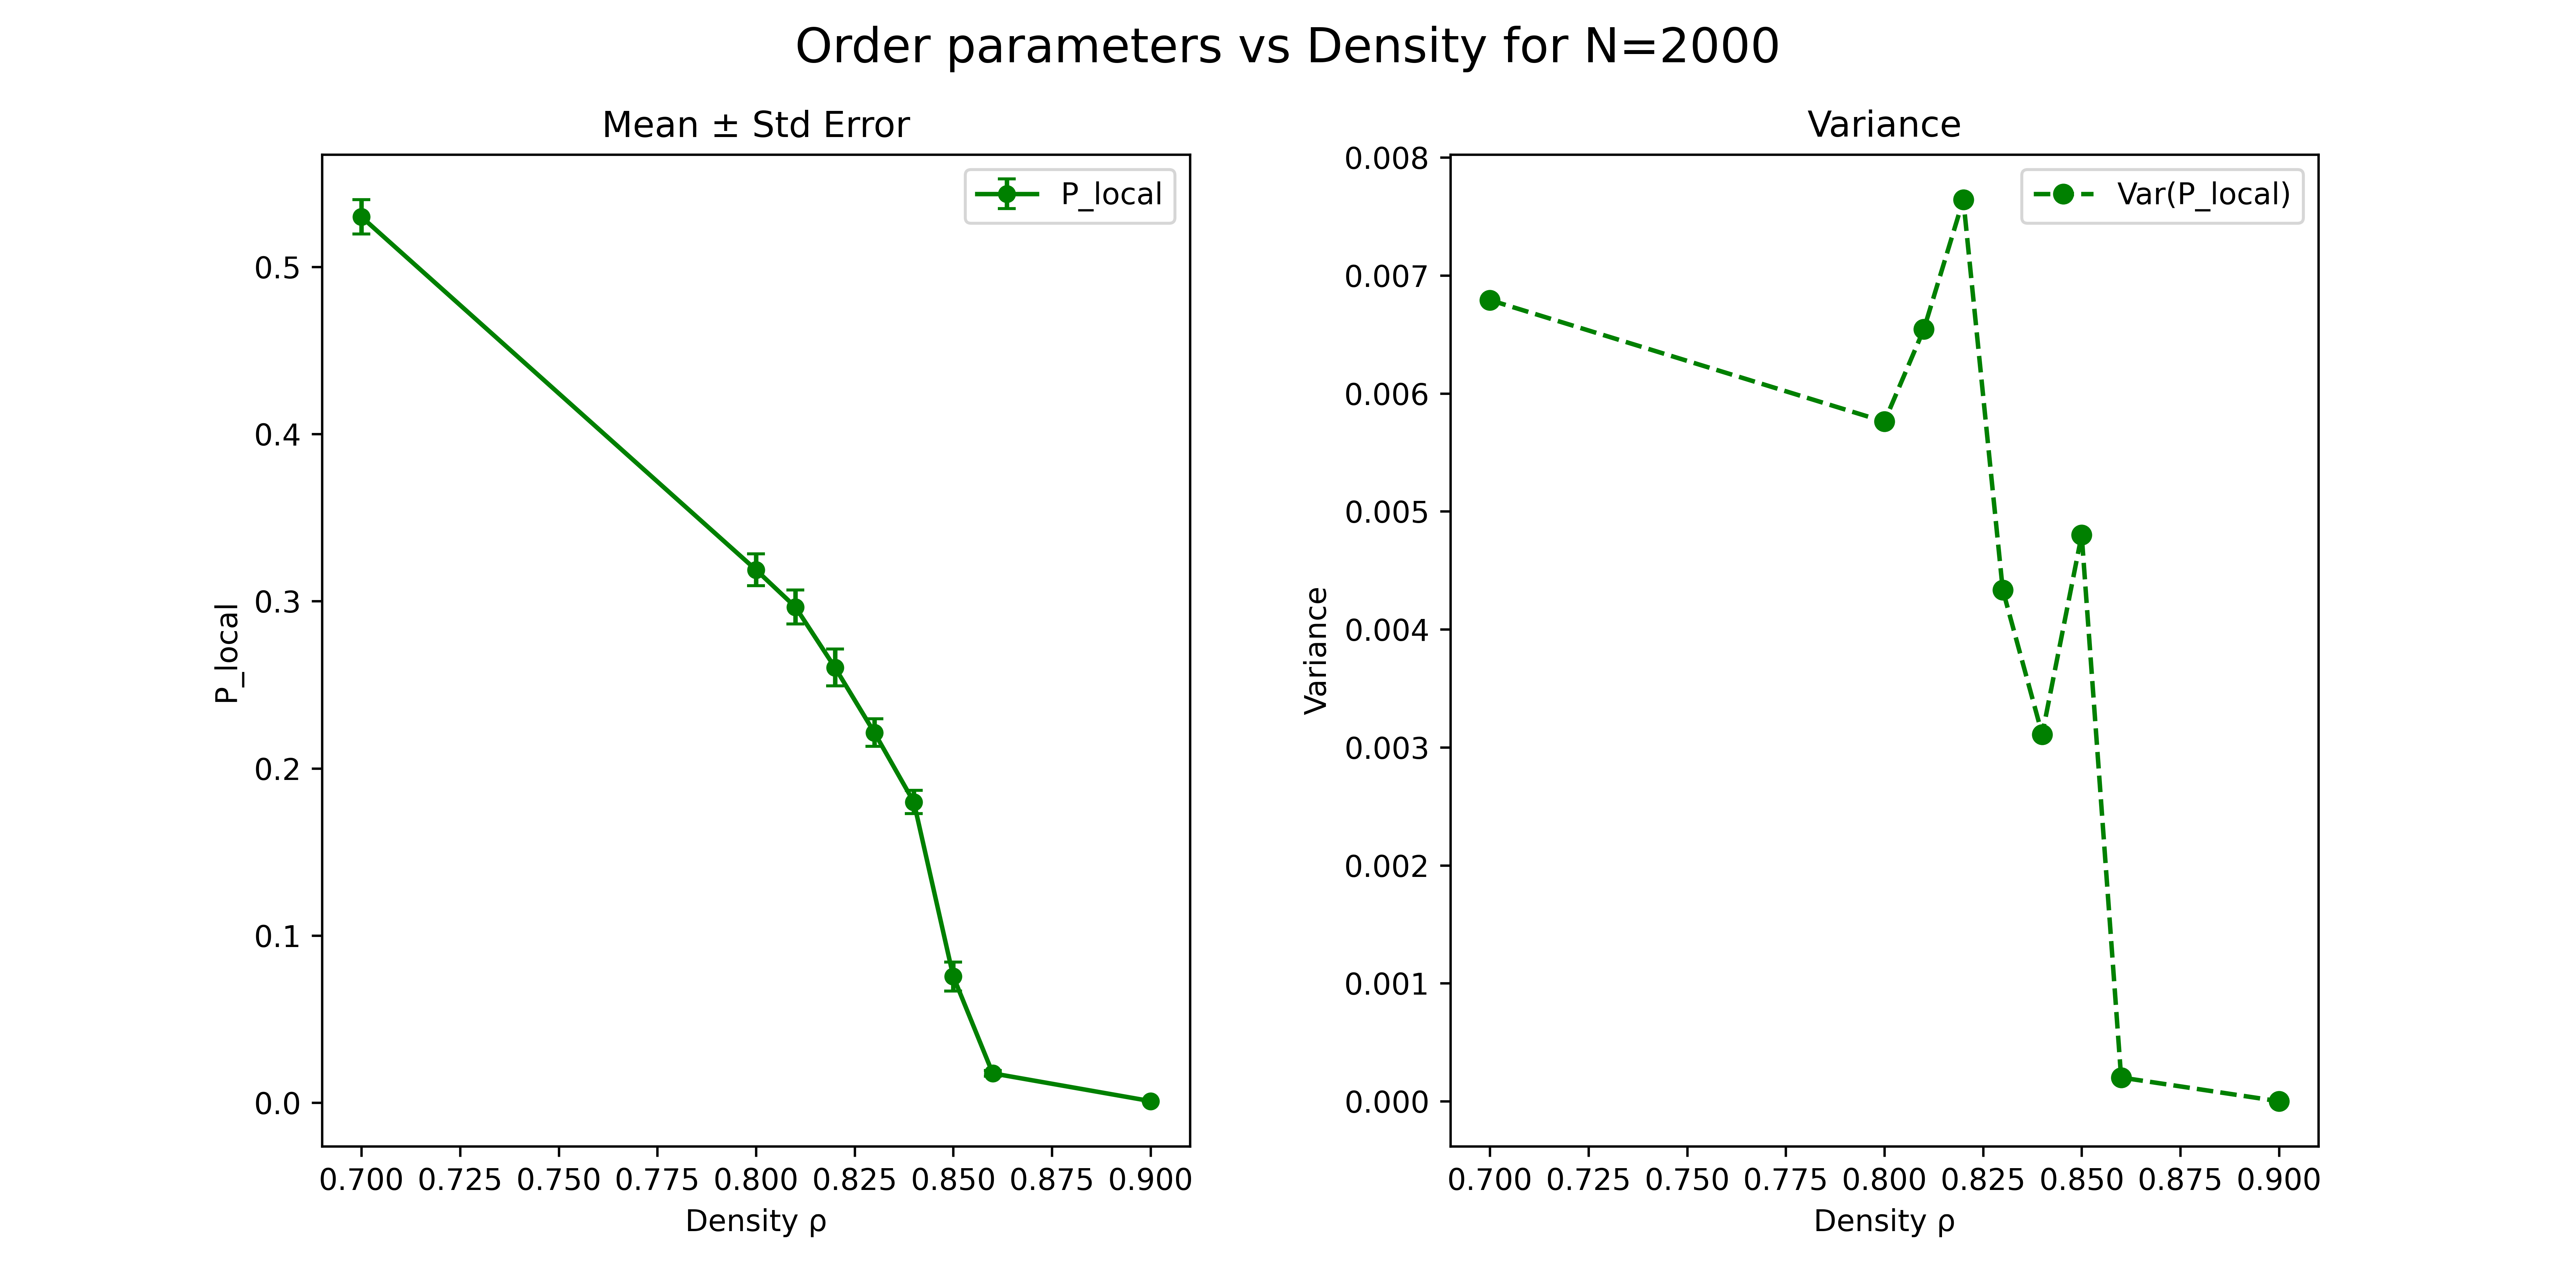 Order parameters vs Density for N=2000
Mean ± Std Error
P_local
0.5
0.4
0.3
0.2
0.1
0.0
P_local
0.700 0.725 0.750 0.775 0.800 0.825 0.850 0.875 0.900
Density ρ
Variance
Var(P_local)
0.008
0.007
0.006
0.005
0.004
0.003
0.002
0.001
0.000
Variance
0.700 0.725 0.750 0.775 0.800 0.825 0.850 0.875 0.900
Density ρ